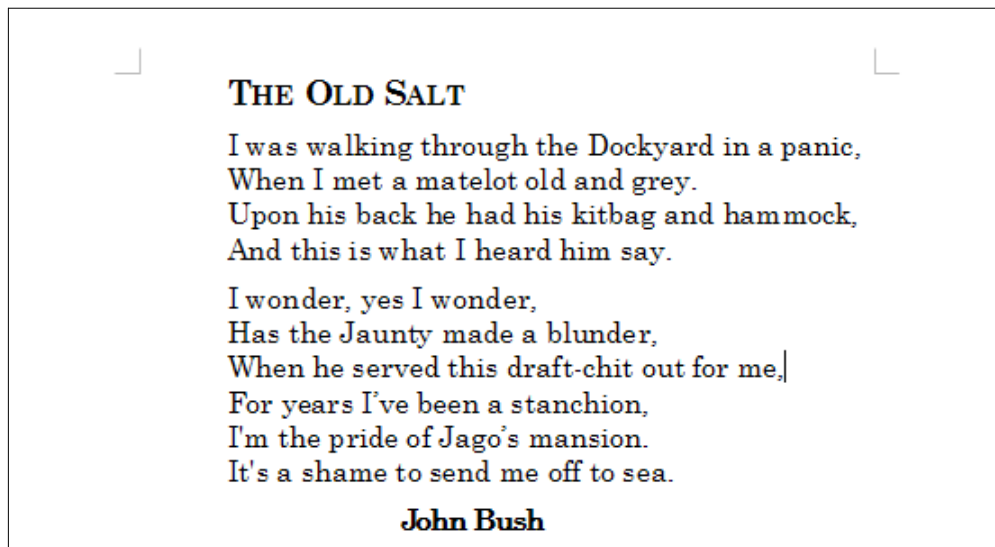 THE OLD SALT
I was walking through the Dockyard in a panic,
When I met a matelot old and grey.
Upon his back he had his kitbag and hammock,
And this is what I heard him say.
I wonder, yes I wonder,
Has the Jaunty made a blunder,
When he served this draft-chit out for me,
For years I’ve been a stanchion,
I'm the pride of Jago’s mansion.
It's a shame to send me off to sea.
John Bush